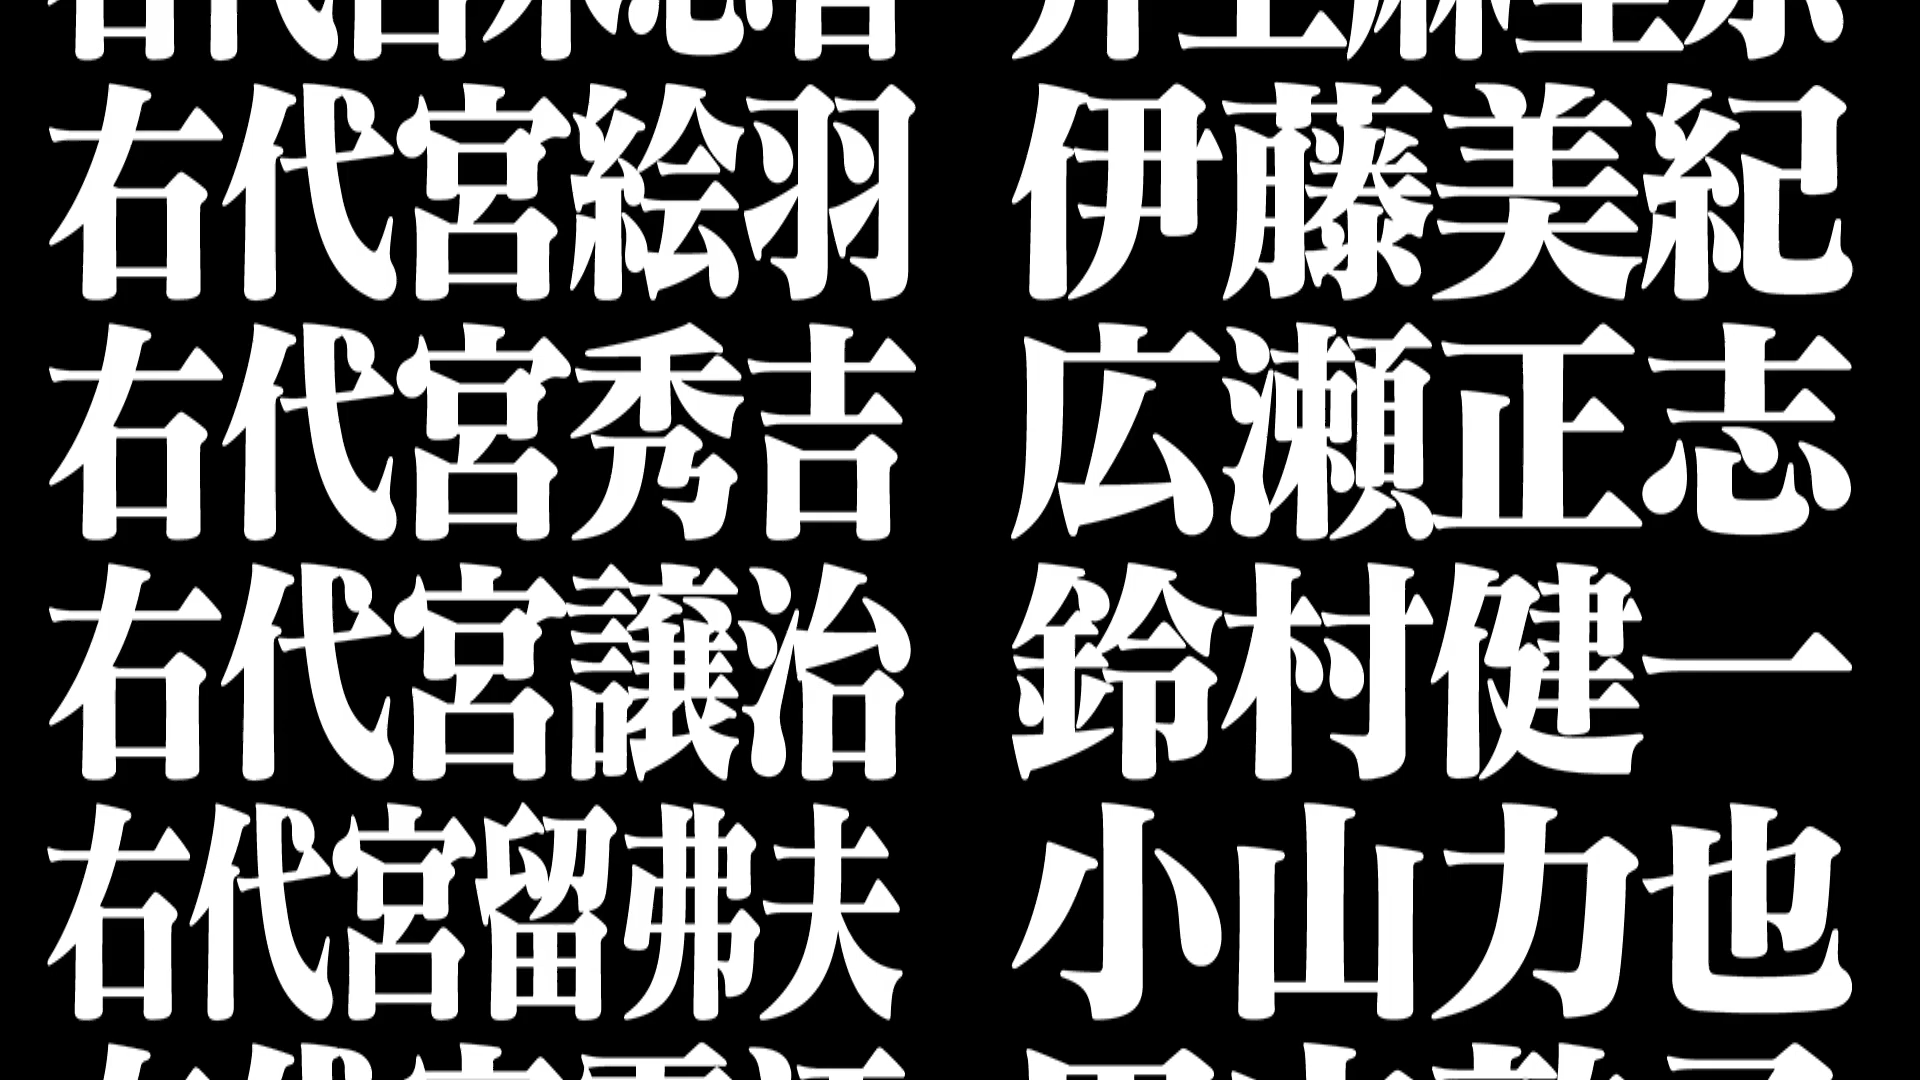 右代宮絵羽 伊藤美紀
右代宮秀吉 広瀬正志
右代宮譲治 鈴村健一
右代宮留弗夫 小山力也